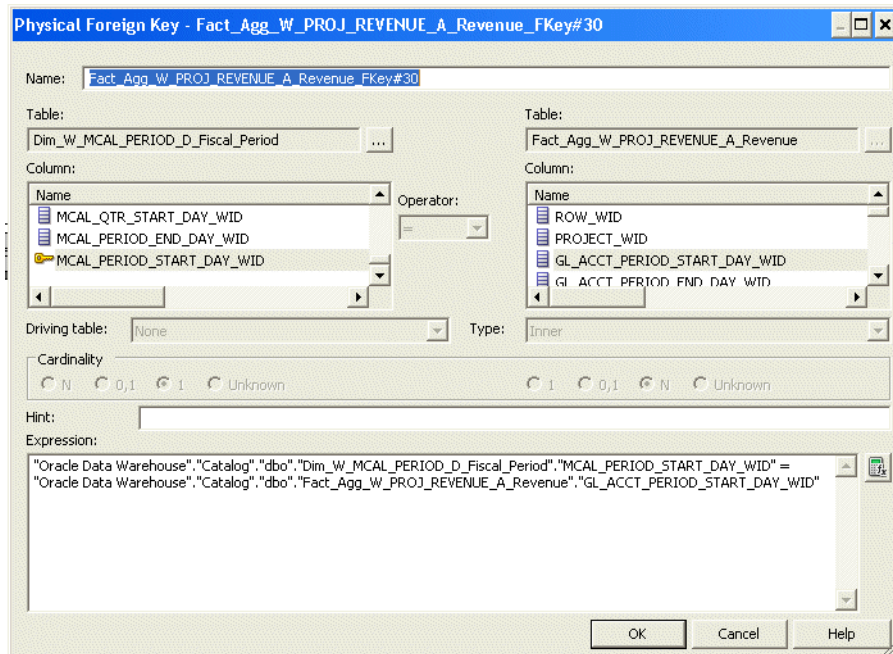 Physical Foreign Key - Fact_Agg_W_PROJ_REVENUE_A_Revenue_FKey#30
Name: Fact_Agg_W_PROJ_REVENUE_A_Revenue_FKey#30
Table: Table:
Dim_W_MCAL_PERIOD_D_Fiscal_Period ... Fact_Agg_W_PROJ_REVENUE_A_Revenue ...
Column: Column:
Name Operator: Name
MCAL_QTR_START_DAY_WID = ROW_WID
MCAL_PERIOD_END_DAY_WID PROJECT_WID
MCAL_PERIOD_START_DAY_WID GL_ACCT_PERIOD_START_DAY_WID
GL_ACCT_PERIOD_END_DAY_WID
Driving table: None Type: Inner
Cardinality
N 0,1 1 Unknown 1 0,1 N Unknown
Hint:
Expression:
"Oracle Data Warehouse"."Catalog"."dbo"."Dim_W_MCAL_PERIOD_D_Fiscal_Period"."MCAL_PERIOD_START_DAY_WID" =
"Oracle Data Warehouse"."Catalog"."dbo"."Fact_Agg_W_PROJ_REVENUE_A_Revenue"."GL_ACCT_PERIOD_START_DAY_WID"
OK Cancel Help